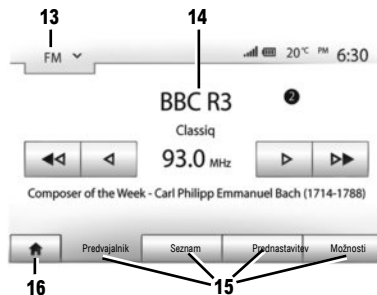 13
14
FM
20°C PM 6:30
BBC R3
2
Classiq
93.0 MHz
Composer of the Week - Carl Philipp Emmanuel Bach (1714-1788)
Predvajalnik Seznam Prednastavitev Možnosti
16
15